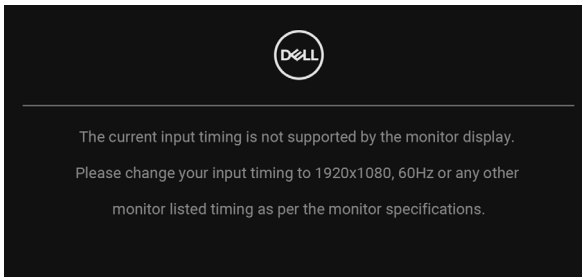 DELL
The current input timing is not supported by the monitor display.
Please change your input timing to 1920x1080, 60Hz or any other
monitor listed timing as per the monitor specifications.